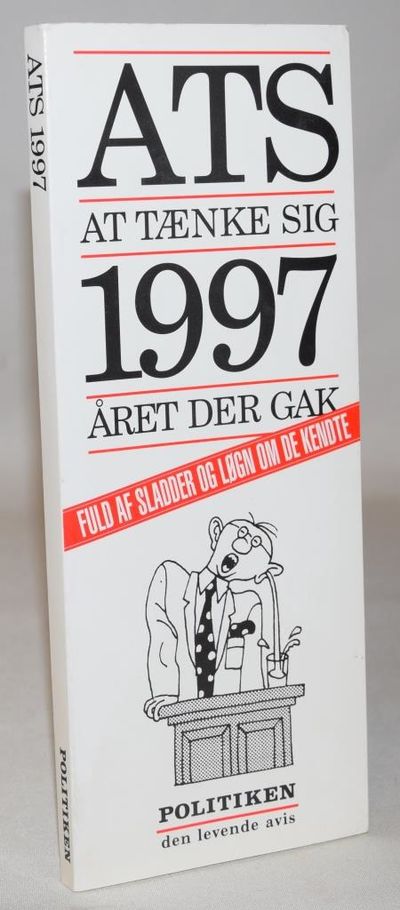 ATS 1997
POLITIKEN
ATS
AT TÆNKE SIG
1997
ÅRET DER GAK
FULD AF SLADDER OG LØGN OM DE KENDTE
POLITIKEN
den levende avis